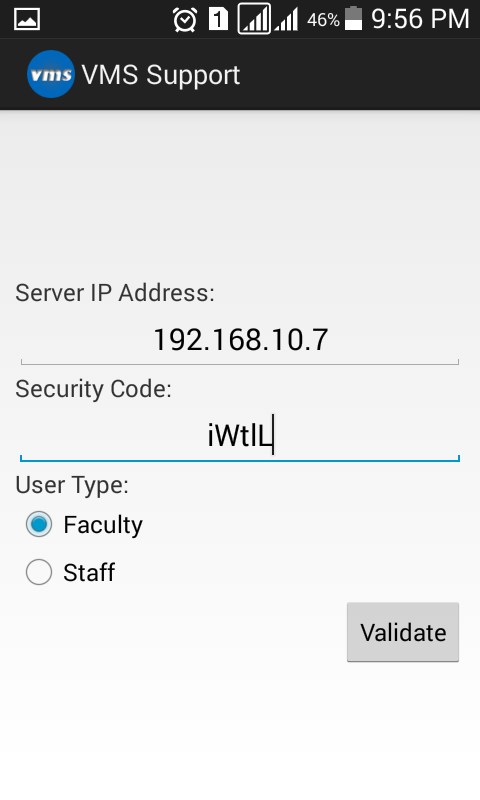 1 46% 9:56 PM
vms VMS Support
Server IP Address:
192.168.10.7
Security Code:
iWtlL
User Type:
Faculty
Staff
Validate